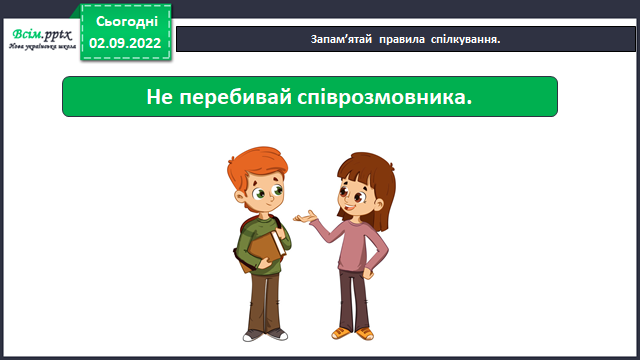 Всім.pptx
Нова українська школа
Сьогодні
02.09.2022
Запам’ятай правила спілкування.
Не перебивай співрозмовника.